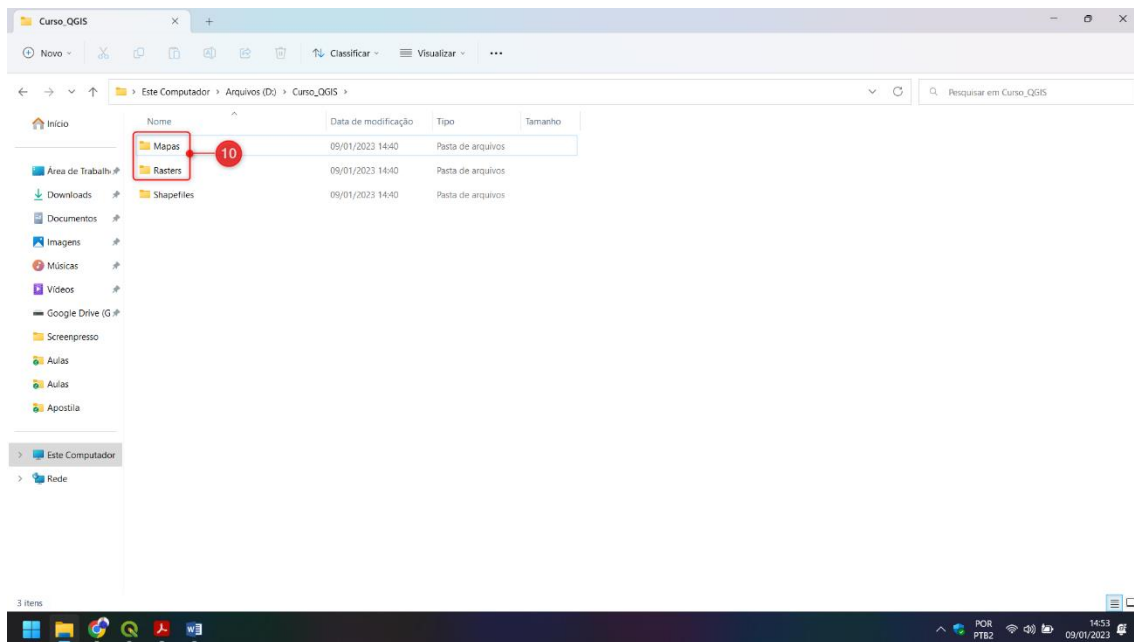 Curso_QGIS
Novo
Classificar
Visualizar
Este Computador > Arquivos (D:) > Curso_QGIS >
Pesquisar em Curso_QGIS
Início
Área de Trabalho
Downloads
Documentos
Imagens
Músicas
Vídeos
Google Drive (G
Screenpresso
Aulas
Aulas
Apostila
Este Computador
Rede
Nome Data de modificação Tipo Tamanho
Mapas 09/01/2023 14:40 Pasta de arquivos
10
Rasters 09/01/2023 14:40 Pasta de arquivos
Shapefiles 09/01/2023 14:40 Pasta de arquivos
3 itens
POR
PTB2
14:53
09/01/2023